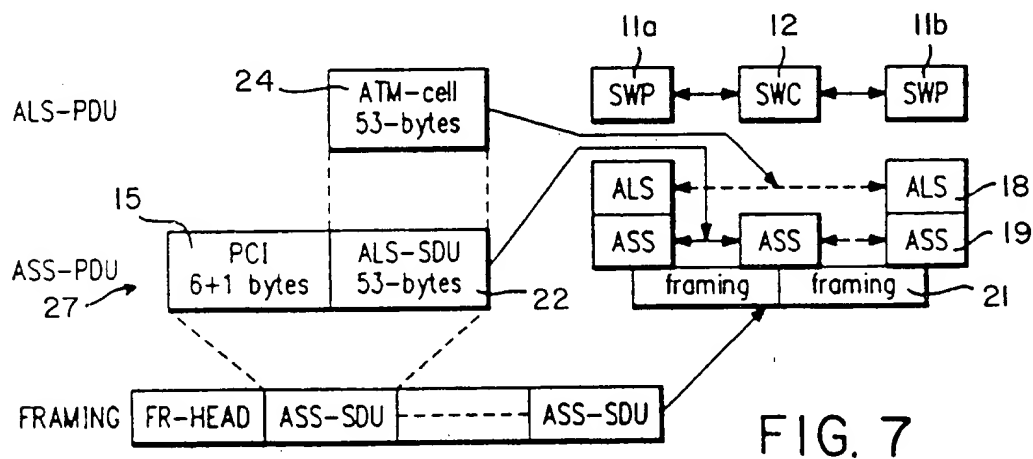 11a 12 11b
24
ALS-PDU ATM-cell SWP SWC SWP
53-bytes
15 ALS ALS 18
ASS-PDU PCI ALS-SDU ASS ASS ASS 19
27 6+1 bytes 53-bytes 22 framing framing 21
FRAMING FR-HEAD ASS-SDU ASS-SDU
FIG. 7